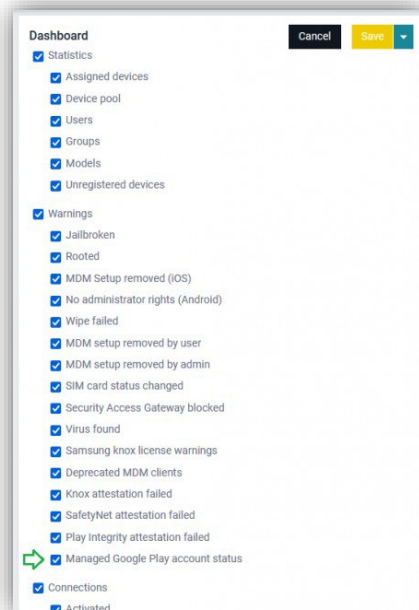 Dashboard
Cancel
Save
Statistics
Assigned devices
Device pool
Users
Groups
Models
Unregistered devices
Warnings
Jailbroken
Rooted
MDM Setup removed (iOS)
No administrator rights (Android)
Wipe failed
MDM setup removed by user
MDM setup removed by admin
SIM card status changed
Security Access Gateway blocked
Virus found
Samsung knox license warnings
Deprecated MDM clients
Knox attestation failed
SafetyNet attestation failed
Play Integrity attestation failed
Managed Google Play account status
Connections
Activated